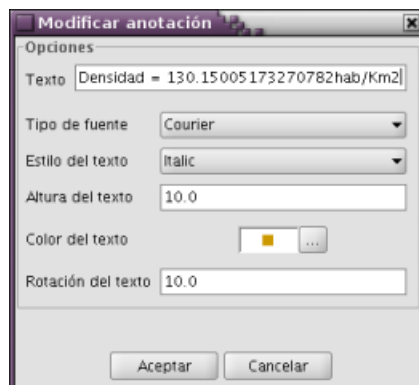 Modificar anotación
Opciones
Texto Densidad = 130.15005173270782hab/Km2
Tipo de fuente Courier
Estilo del texto Italic
Altura del texto 10.0
Color del texto ...
Rotación del texto 10.0
Aceptar Cancelar